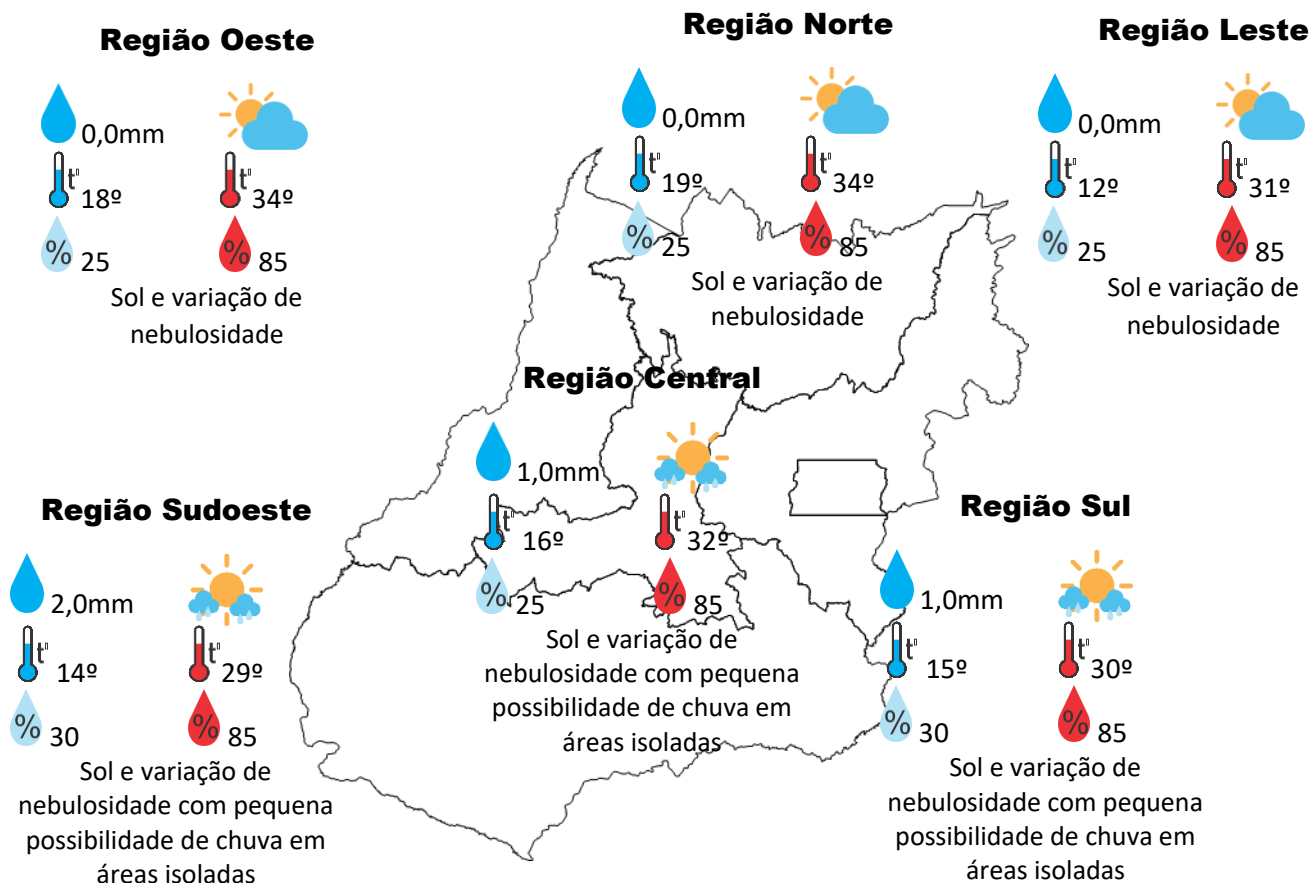 Região Oeste
0,0mm
t°
18º
t°
34º
%
25
%
85
Sol e variação de
nebulosidade
Região Norte
0,0mm
t°
19º
t°
34º
%
25
%
85
Sol e variação de
nebulosidade
Região Leste
0,0mm
t°
12º
t°
31º
%
25
%
85
Sol e variação de
nebulosidade
Região Central
1,0mm
t°
16º
t°
32º
%
25
%
85
Sol e variação de
nebulosidade com pequena
possibilidade de chuva em
áreas isoladas
Região Sudoeste
2,0mm
t°
14º
t°
29º
%
30
%
85
Sol e variação de
nebulosidade com pequena
possibilidade de chuva em
áreas isoladas
Região Sul
1,0mm
t°
15º
t°
30º
%
30
%
85
Sol e variação de
nebulosidade com pequena
possibilidade de chuva em
áreas isoladas